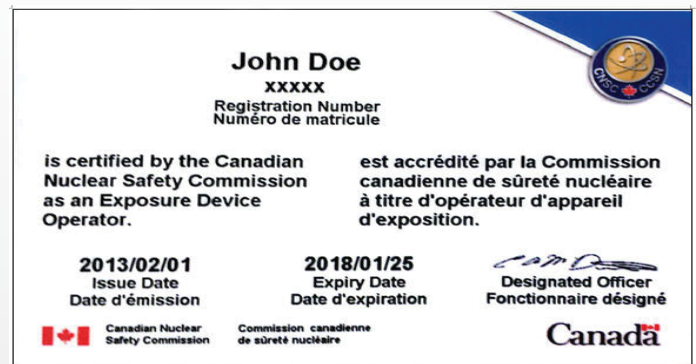 John Doe
xxxxx
Registration Number
Numéro de matricule
CNSC CCSN
is certified by the Canadian
Nuclear Safety Commission
as an Exposure Device
Operator.
est accrédité par la Commission
canadienne de sûreté nucléaire
à titre d'opérateur d'appareil
d'exposition.
2013/02/01
Issue Date
Date d'émission
2018/01/25
Expiry Date
Date d'expiration
Designated Officer
Fonctionnaire désigné
Canadian Nuclear
Safety Commission
Commission canadienne
de sûreté nucléaire
Canada